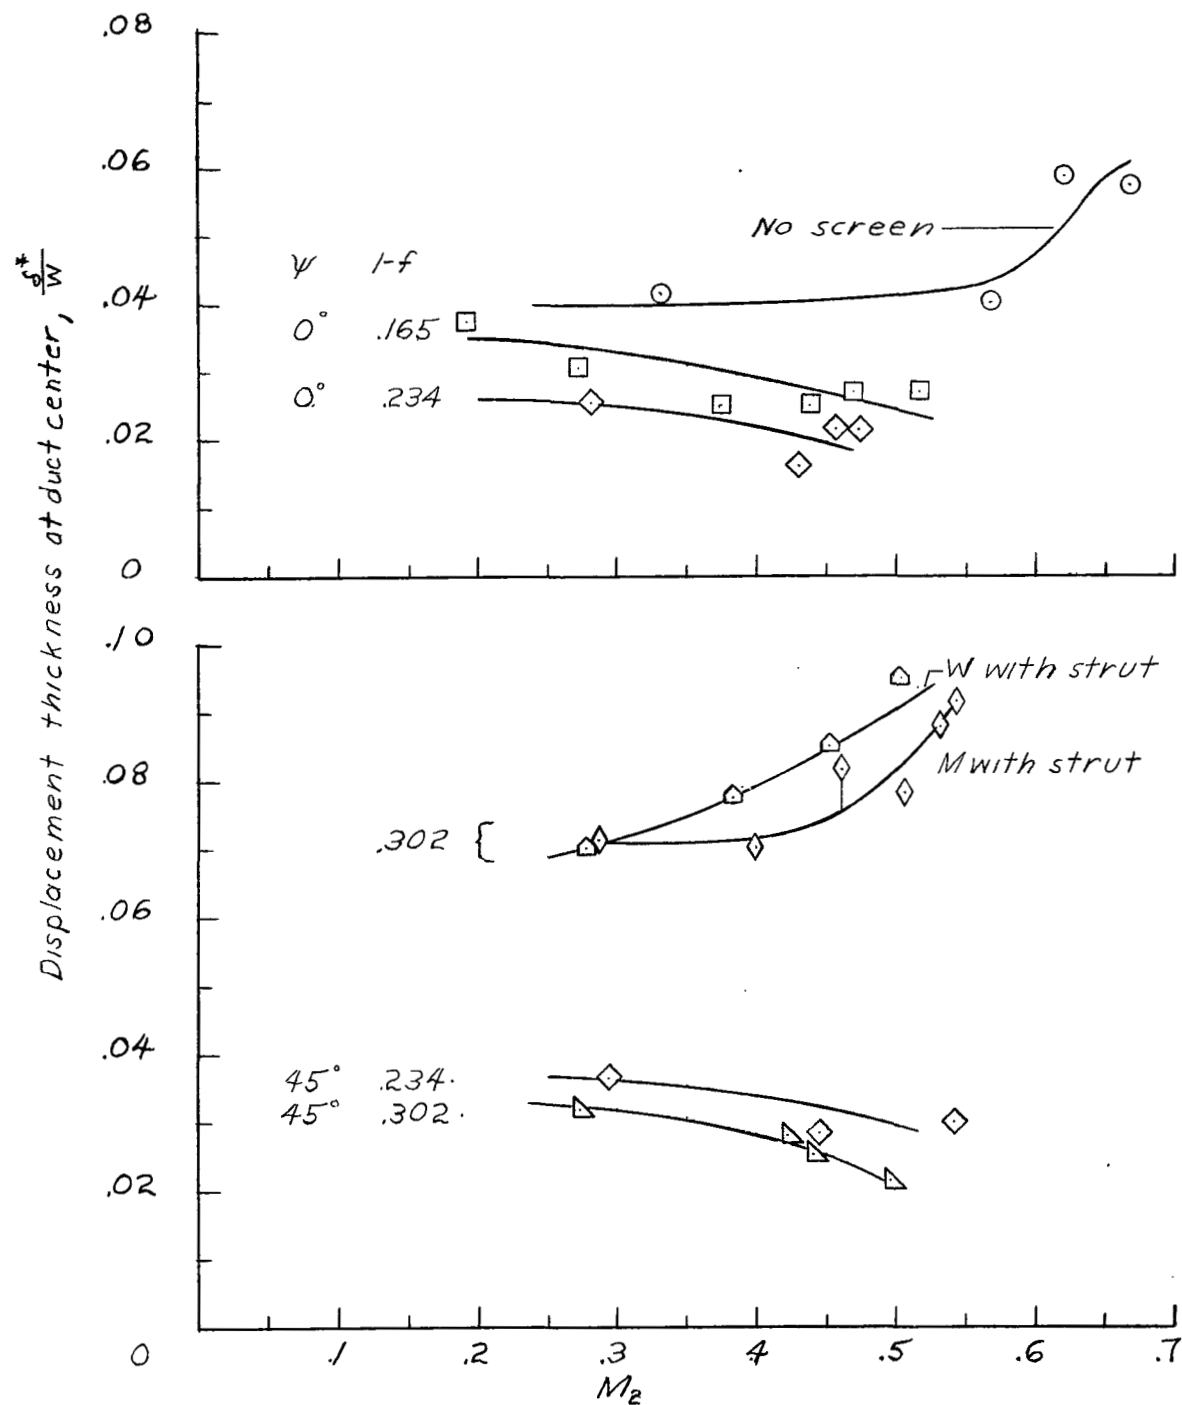 Displacement thickness at duct center, δ*/W
.08
.06
.04
.02
0
ψ 1-f
0° .165
0° .234
No screen
.10
.08
.06
.04
.02
0
W with strut
M with strut
.302 {
45° .234
45° .302
.1 .2 .3 .4 .5 .6 .7
M₂